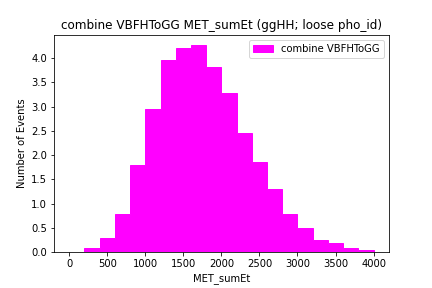 combine VBFHToGG MET_sumEt (ggHH; loose pho_id)
combine VBFHToGG
Number of Events
4.0
3.5
3.0
2.5
2.0
1.5
1.0
0.5
0.0
0 500 1000 1500 2000 2500 3000 3500 4000
MET_sumEt